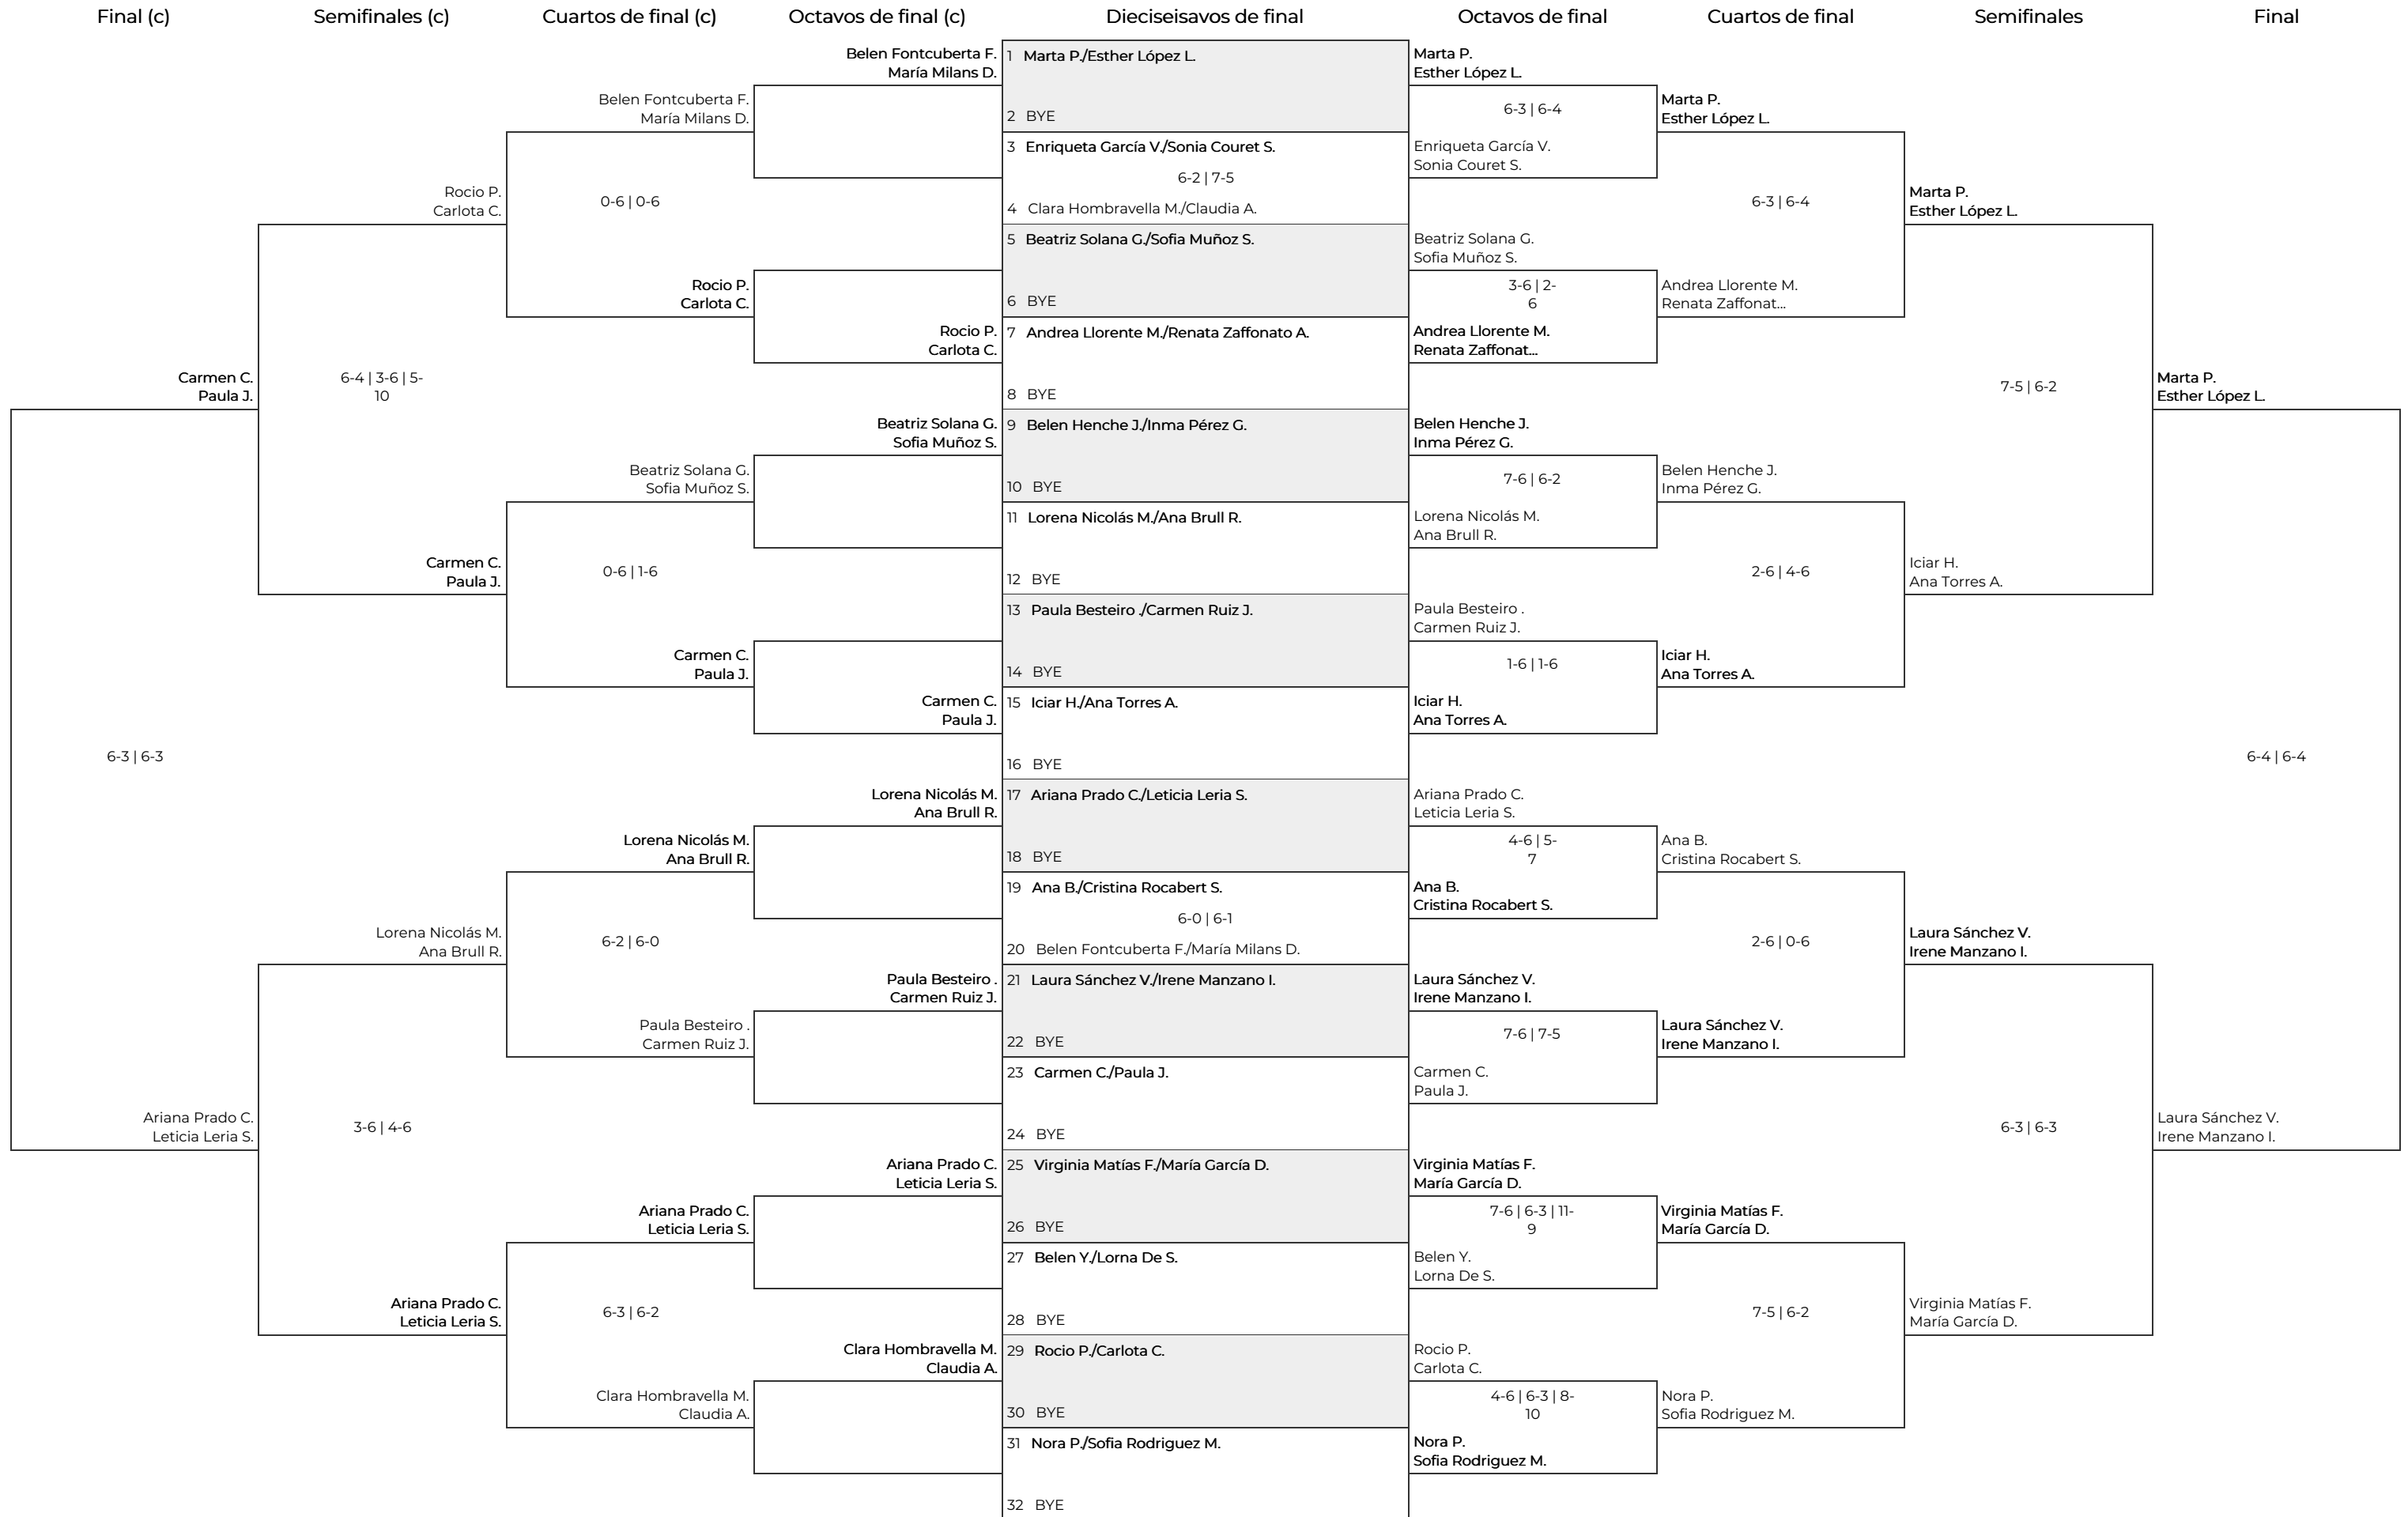 Final (c)
Semifinales (c)
Cuartos de final (c)
Octavos de final (c)
Dieciseisavos de final
Octavos de final
Cuartos de final
Semifinales
Final
Carmen C.
Paula J.
6-3 | 6-3
Ariana Prado C.
Leticia Leria S.
Rocio P.
Carlota C.
6-4 | 3-6 | 5-
10
Carmen C.
Paula J.
Lorena Nicolás M.
Ana Brull R.
3-6 | 4-6
Ariana Prado C.
Leticia Leria S.
Belen Fontcuberta F.
María Milans D.
0-6 | 0-6
Rocio P.
Carlota C.
Beatriz Solana G.
Sofia Muñoz S.
0-6 | 1-6
Carmen C.
Paula J.
Lorena Nicolás M.
Ana Brull R.
6-2 | 6-0
Paula Besteiro .
Carmen Ruiz J.
Ariana Prado C.
Leticia Leria S.
6-3 | 6-2
Clara Hombravella M.
Claudia A.
Belen Fontcuberta F.
María Milans D.
Rocio P.
Carlota C.
Beatriz Solana G.
Sofia Muñoz S.
Carmen C.
Paula J.
Lorena Nicolás M.
Ana Brull R.
Paula Besteiro .
Carmen Ruiz J.
Ariana Prado C.
Leticia Leria S.
Clara Hombravella M.
Claudia A.
1 Marta P./Esther López L.
2 BYE
3 Enriqueta García V./Sonia Couret S.
6-2 | 7-5
4 Clara Hombravella M./Claudia A.
5 Beatriz Solana G./Sofia Muñoz S.
6 BYE
7 Andrea Llorente M./Renata Zaffonato A.
8 BYE
9 Belen Henche J./Inma Pérez G.
10 BYE
11 Lorena Nicolás M./Ana Brull R.
12 BYE
13 Paula Besteiro ./Carmen Ruiz J.
14 BYE
15 Iciar H./Ana Torres A.
16 BYE
17 Ariana Prado C./Leticia Leria S.
18 BYE
19 Ana B./Cristina Rocabert S.
6-0 | 6-1
20 Belen Fontcuberta F./María Milans D.
21 Laura Sánchez V./Irene Manzano I.
22 BYE
23 Carmen C./Paula J.
24 BYE
25 Virginia Matías F./María García D.
26 BYE
27 Belen Y./Lorna De S.
28 BYE
29 Rocio P./Carlota C.
30 BYE
31 Nora P./Sofia Rodriguez M.
32 BYE
Marta P.
Esther López L.
6-3 | 6-4
Enriqueta García V.
Sonia Couret S.
Beatriz Solana G.
Sofia Muñoz S.
3-6 | 2-
6
Andrea Llorente M.
Renata Zaffonat...
Belen Henche J.
Inma Pérez G.
7-6 | 6-2
Lorena Nicolás M.
Ana Brull R.
Paula Besteiro .
Carmen Ruiz J.
1-6 | 1-6
Iciar H.
Ana Torres A.
Ariana Prado C.
Leticia Leria S.
4-6 | 5-
7
Ana B.
Cristina Rocabert S.
Laura Sánchez V.
Irene Manzano I.
7-6 | 7-5
Carmen C.
Paula J.
Virginia Matías F.
María García D.
7-6 | 6-3 | 11-
9
Belen Y.
Lorna De S.
Rocio P.
Carlota C.
4-6 | 6-3 | 8-
10
Nora P.
Sofia Rodriguez M.
Marta P.
Esther López L.
6-3 | 6-4
Andrea Llorente M.
Renata Zaffonat...
Belen Henche J.
Inma Pérez G.
2-6 | 4-6
Iciar H.
Ana Torres A.
Ana B.
Cristina Rocabert S.
2-6 | 0-6
Laura Sánchez V.
Irene Manzano I.
Virginia Matías F.
María García D.
7-5 | 6-2
Nora P.
Sofia Rodriguez M.
Marta P.
Esther López L.
7-5 | 6-2
Iciar H.
Ana Torres A.
Laura Sánchez V.
Irene Manzano I.
6-3 | 6-3
Virginia Matías F.
María García D.
Marta P.
Esther López L.
6-4 | 6-4
Laura Sánchez V.
Irene Manzano I.